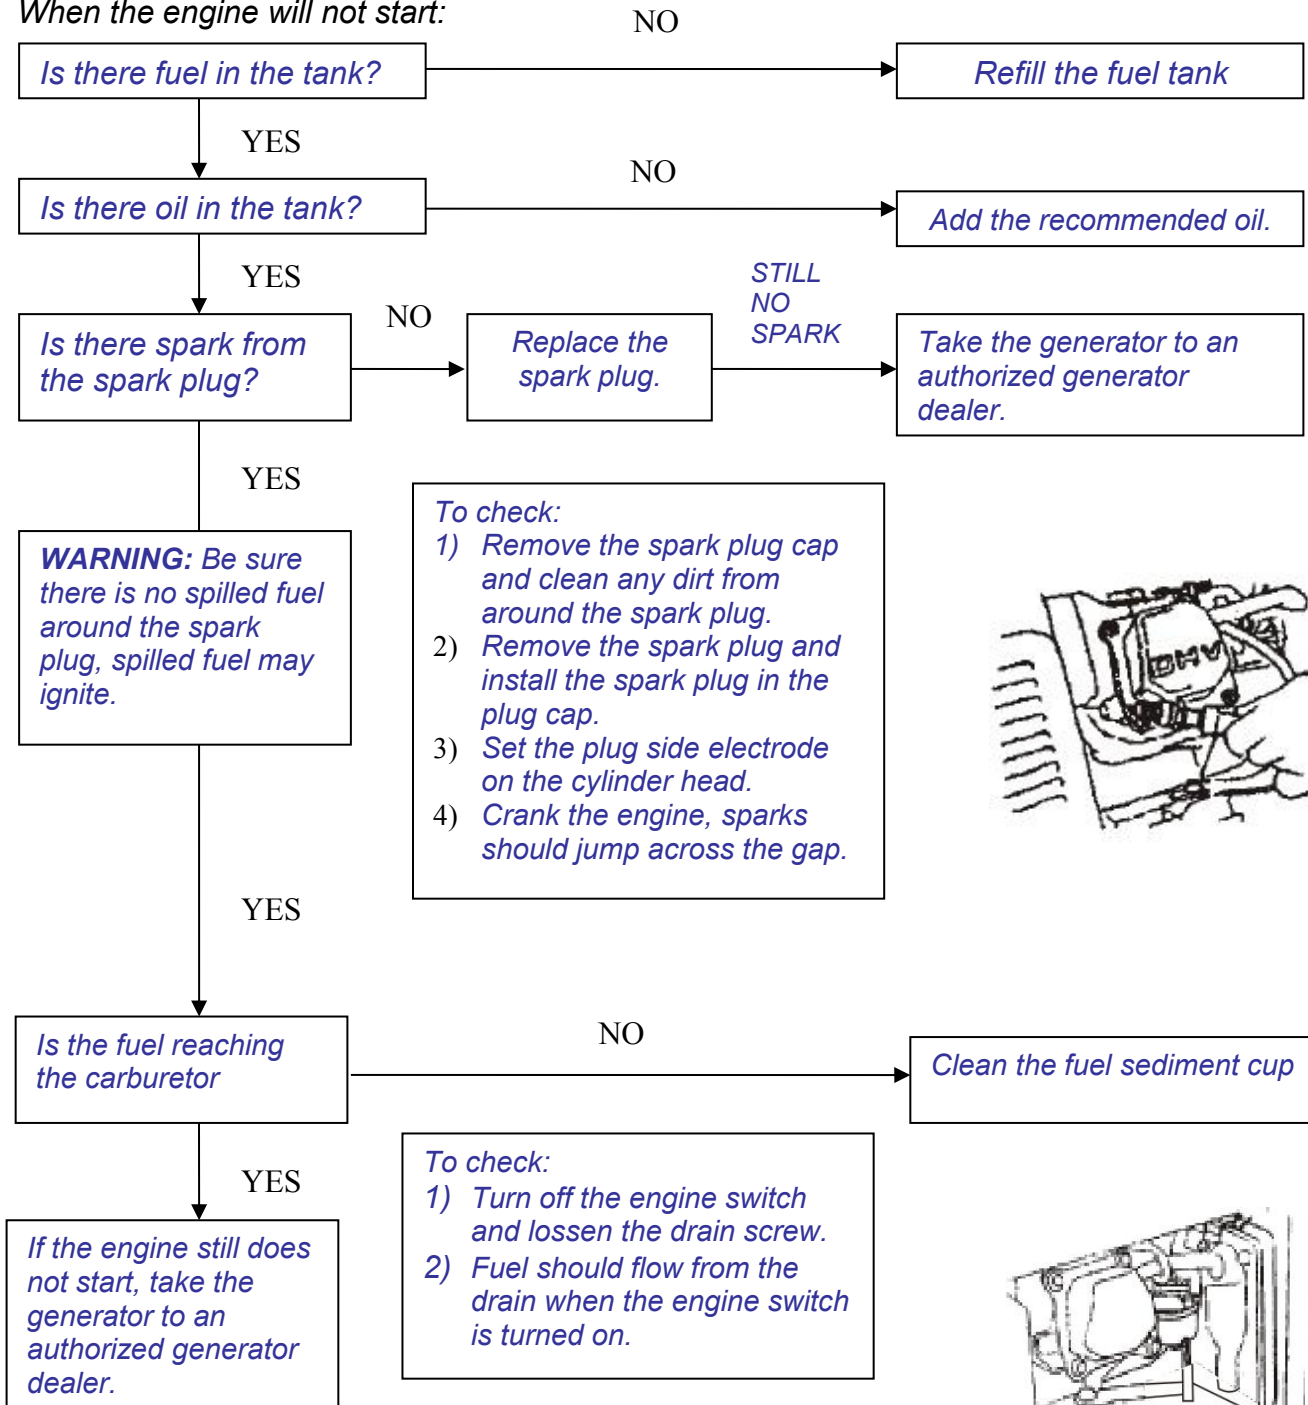 When the engine will not start:
NO
Is there fuel in the tank?
Refill the fuel tank
YES
NO
Is there oil in the tank?
Add the recommended oil.
YES
NO
STILL
NO
SPARK
Is there spark from
the spark plug?
Replace the
spark plug.
Take the generator to an
authorized generator
dealer.
YES
WARNING: Be sure
there is no spilled fuel
around the spark
plug, spilled fuel may
ignite.
To check:
1) Remove the spark plug cap
and clean any dirt from
around the spark plug.
2) Remove the spark plug and
install the spark plug in the
plug cap.
3) Set the plug side electrode
on the cylinder head.
4) Crank the engine, sparks
should jump across the gap.
OHV
YES
Is the fuel reaching
the carburetor
NO
Clean the fuel sediment cup
YES
To check:
1) Turn off the engine switch
and lossen the drain screw.
2) Fuel should flow from the
drain when the engine switch
is turned on.
If the engine still does
not start, take the
generator to an
authorized generator
dealer.